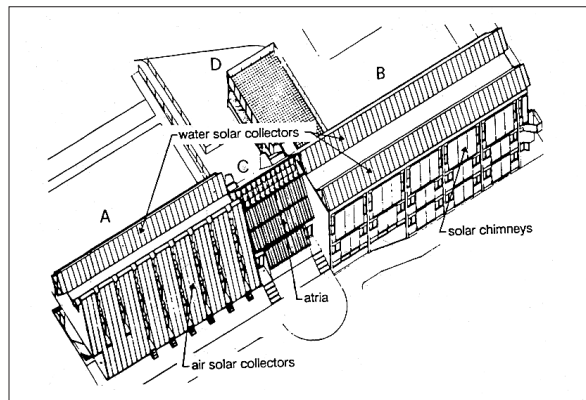 D
B
water solar collectors
C
A
solar chimneys
atria
air solar collectors